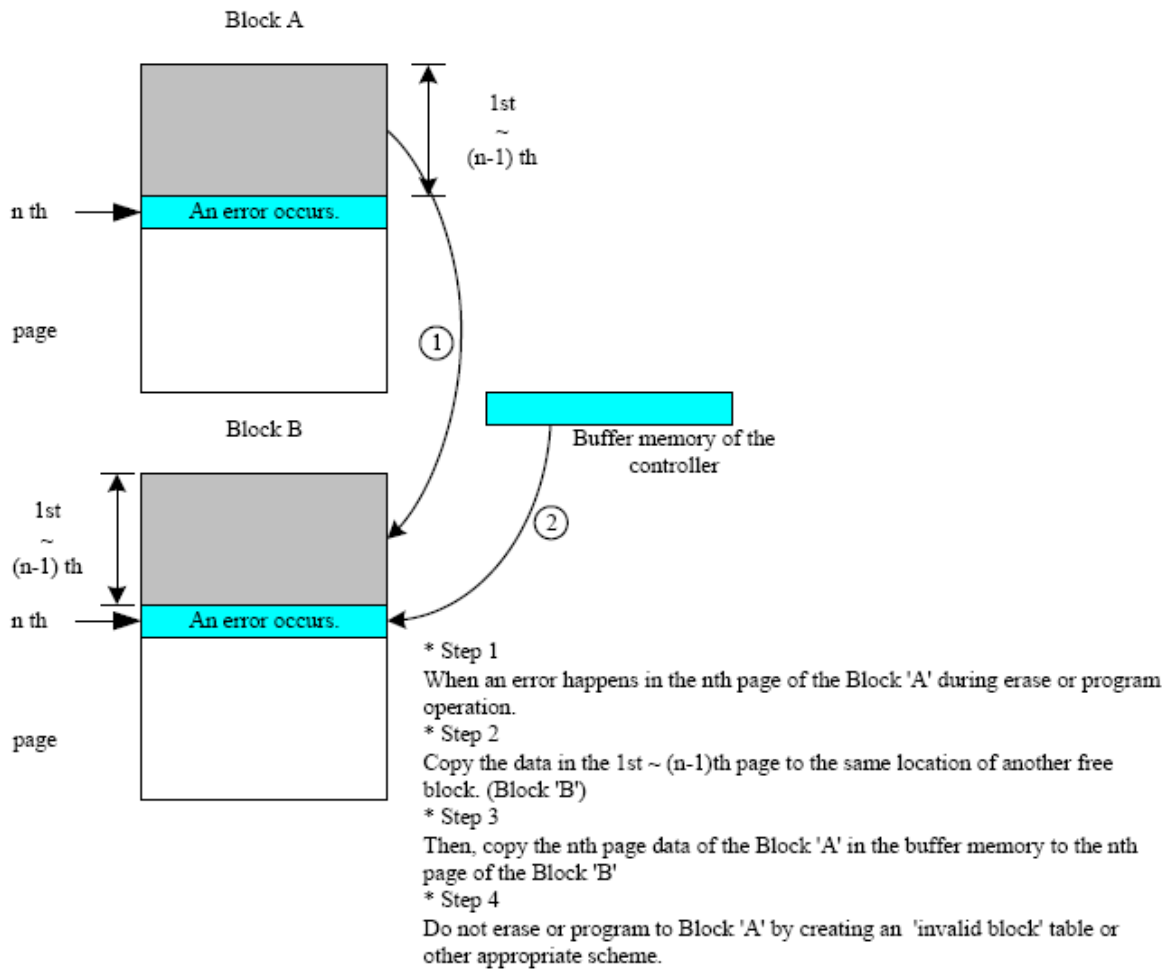 Block A
1st
~
(n-1) th
n th
An error occurs.
page
1
Block B
Buffer memory of the
controller
1st
~
(n-1) th
2
n th
An error occurs.
page
* Step 1
When an error happens in the nth page of the Block 'A' during erase or program
operation.
* Step 2
Copy the data in the 1st ~ (n-1)th page to the same location of another free
block. (Block 'B')
* Step 3
Then, copy the nth page data of the Block 'A' in the buffer memory to the nth
page of the Block 'B'
* Step 4
Do not erase or program to Block 'A' by creating an 'invalid block' table or
other appropriate scheme.